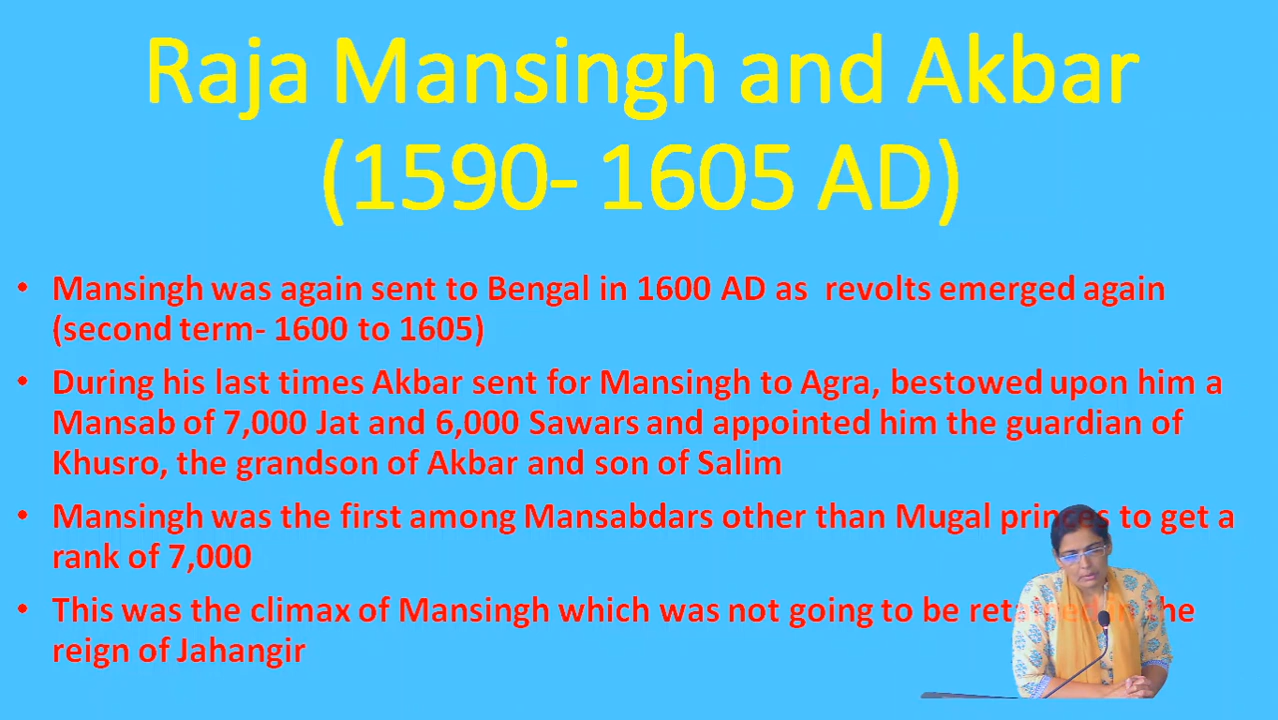 Raja Mansingh and Akbar
(1590- 1605 AD)
• Mansingh was again sent to Bengal in 1600 AD as revolts emerged again
(second term- 1600 to 1605)
• During his last times Akbar sent for Mansingh to Agra, bestowed upon him a
Mansab of 7,000 Jat and 6,000 Sawars and appointed him the guardian of
Khusro, the grandson of Akbar and son of Salim
• Mansingh was the first among Mansabdars other than Mugal princes to get a
rank of 7,000
• This was the climax of Mansingh which was not going to be retained in the
reign of Jahangir